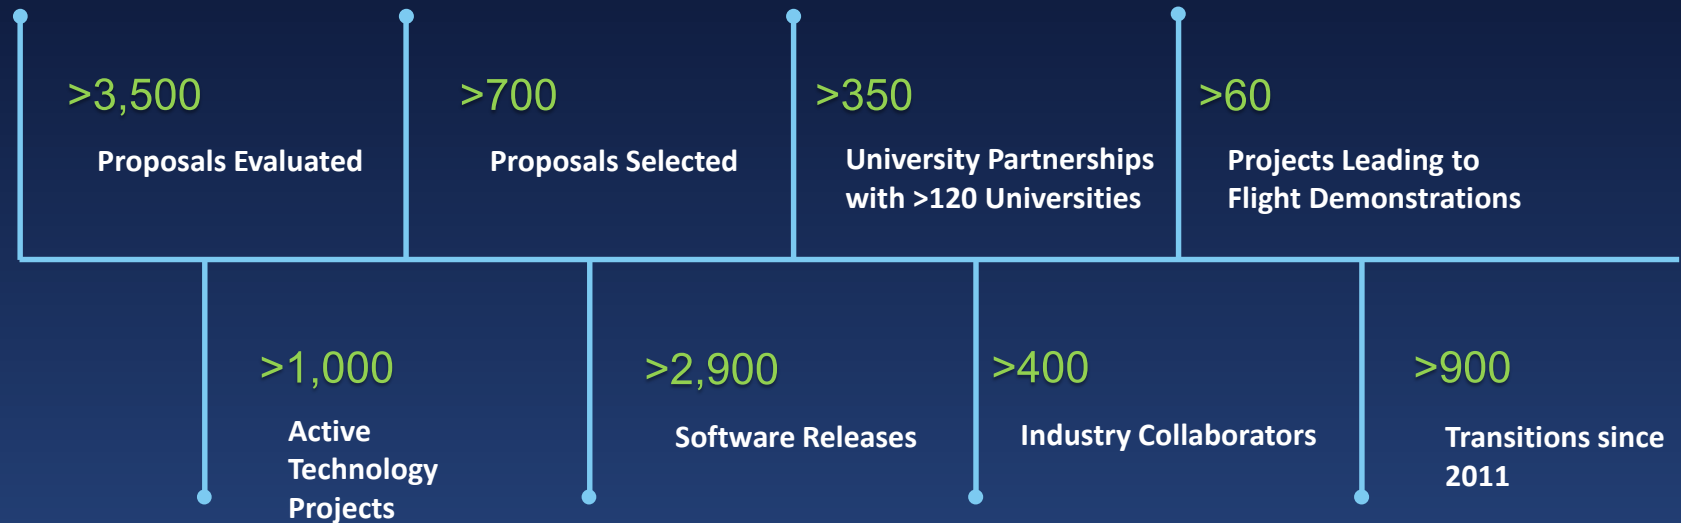 >3,500
Proposals Evaluated
>700
Proposals Selected
>350
University Partnerships
with >120 Universities
>60
Projects Leading to
Flight Demonstrations
>1,000
Active
Technology
Projects
>2,900
Software Releases
>400
Industry Collaborators
>900
Transitions since
2011